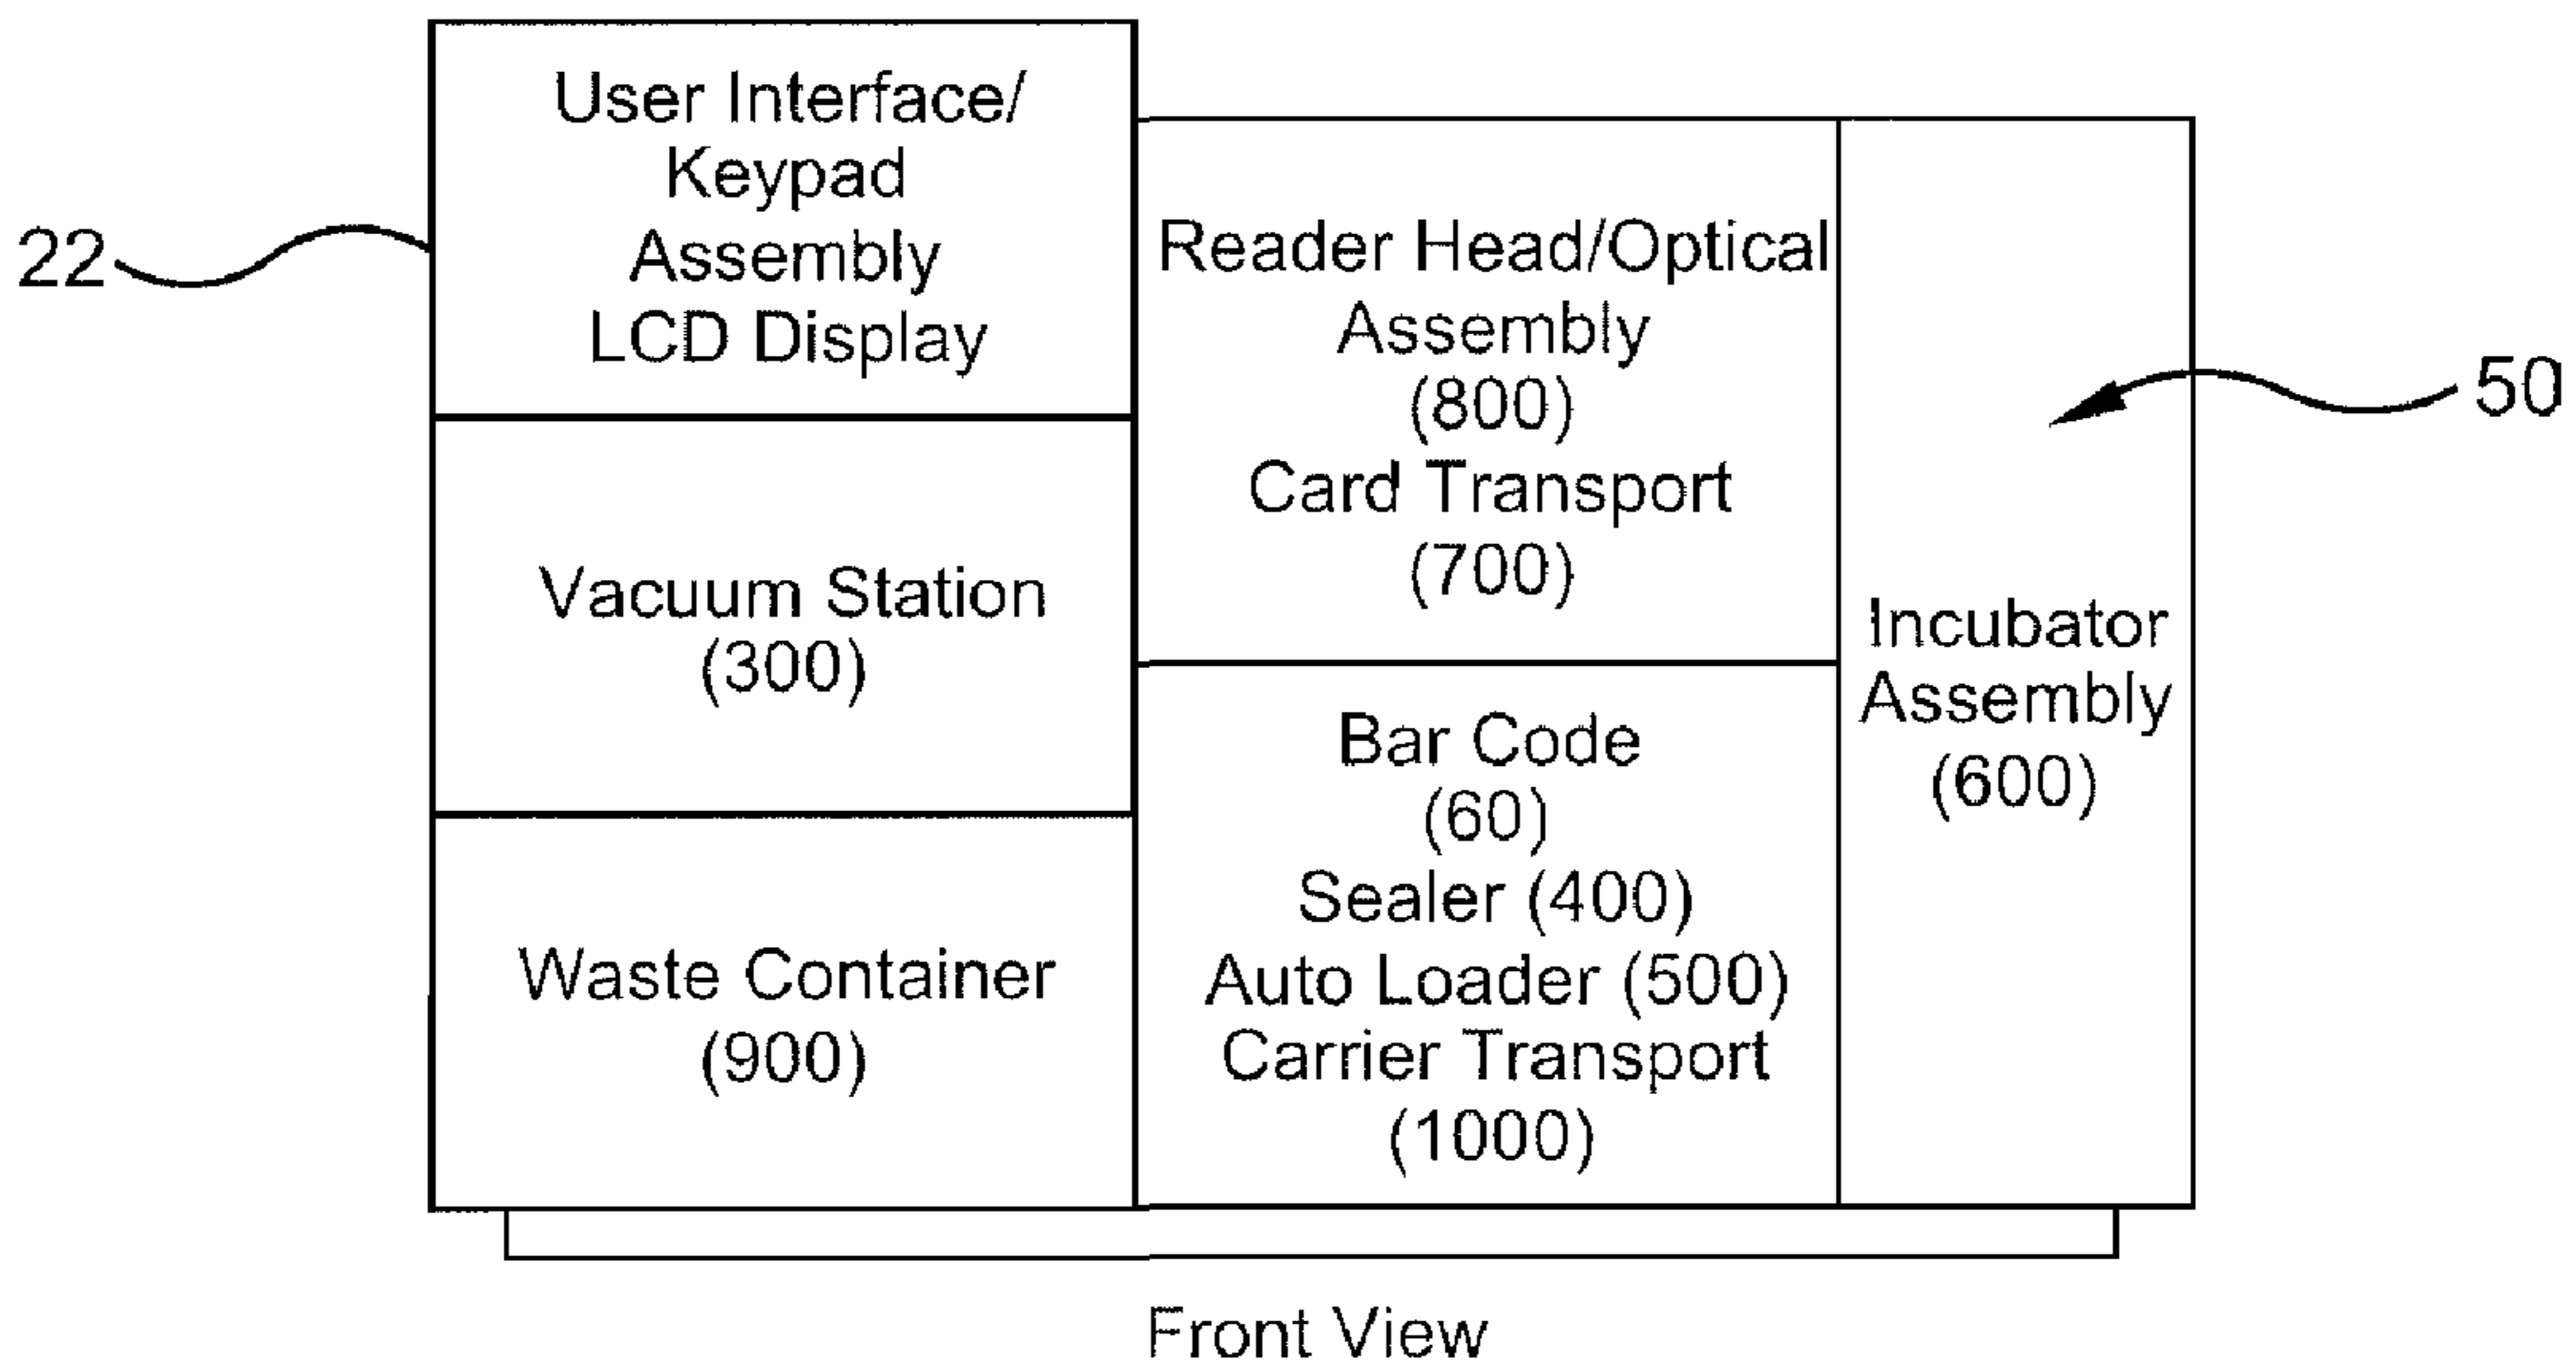 User Interface/
Keypad
Assembly
LCD Display
22
Vacuum Station
(300)
Waste Container
(900)
Reader Head/Optical
Assembly
(800)
Card Transport
(700)
Bar Code
(60)
Sealer (400)
Auto Loader (500)
Carrier Transport
(1000)
Incubator
Assembly
(600)
50
Front View